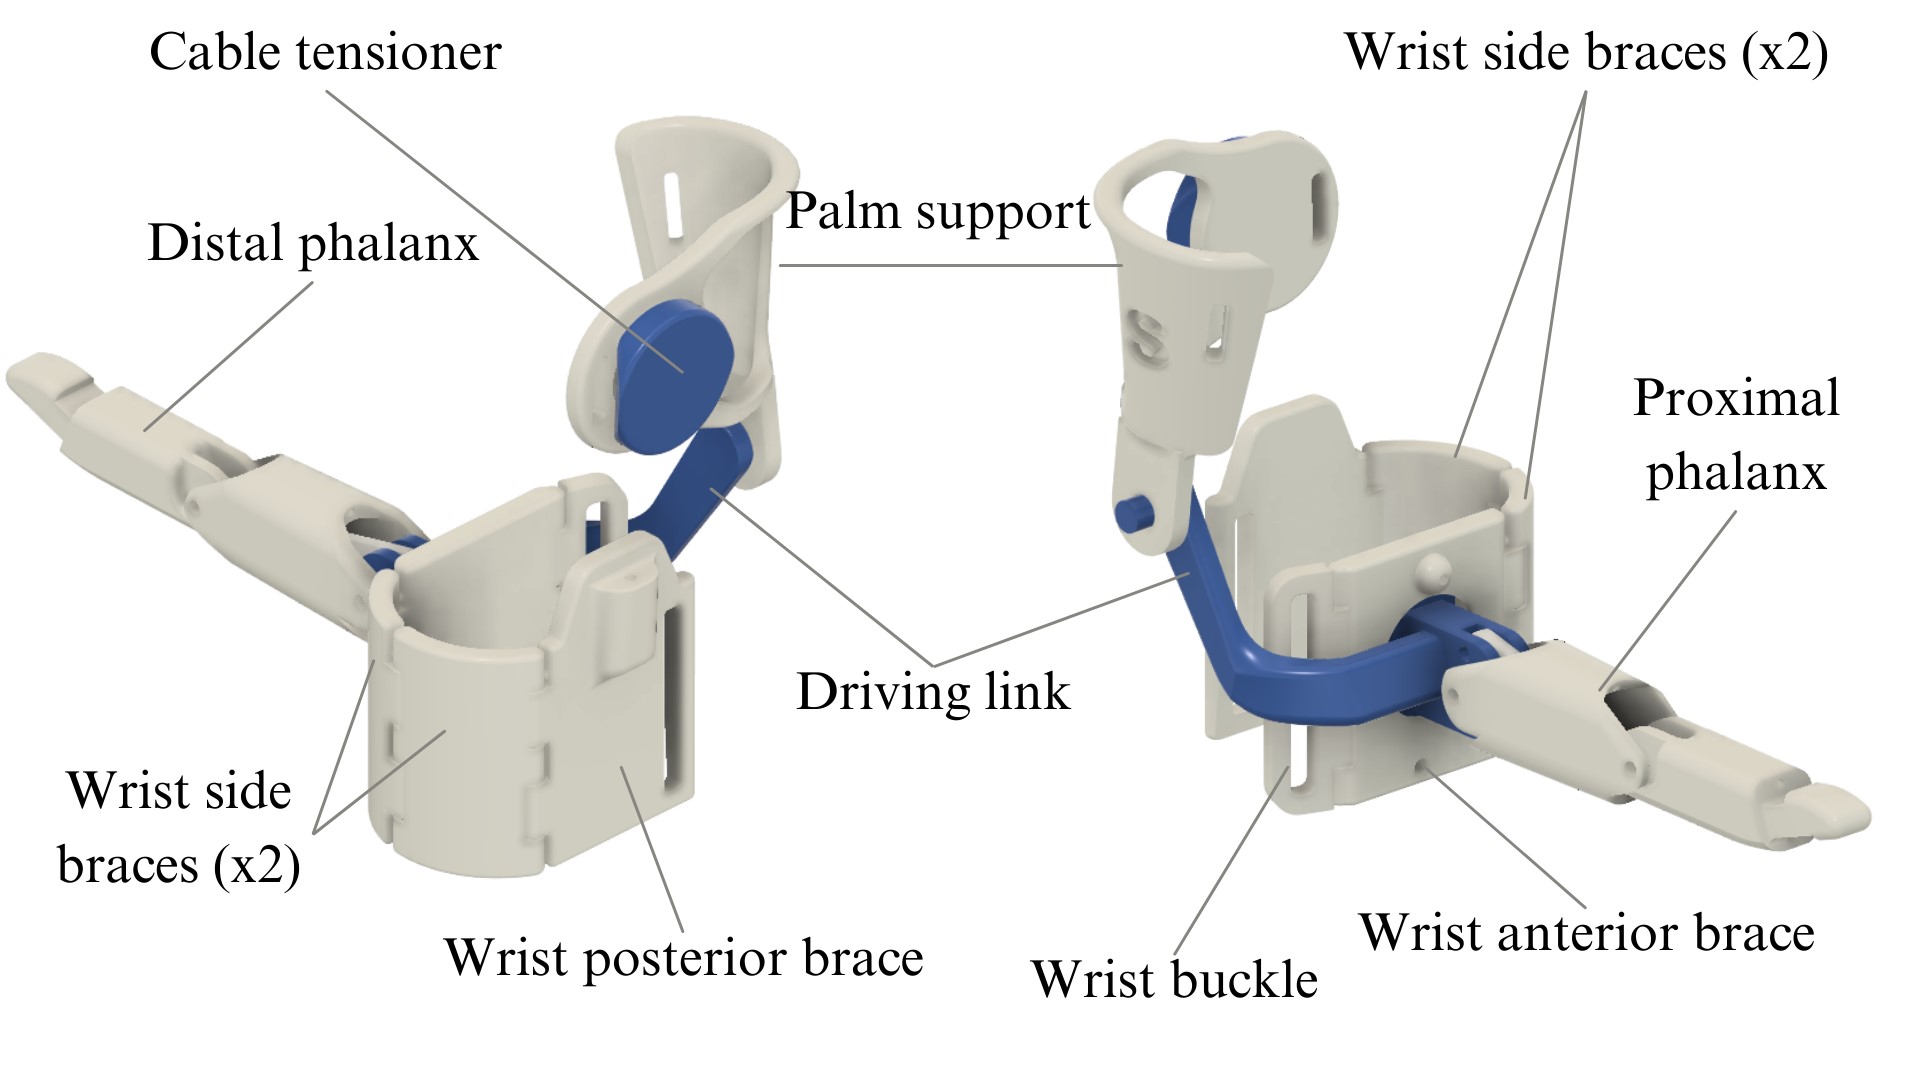 Cable tensioner
Wrist side braces (x2)
Palm support
Distal phalanx
Proximal
phalanx
S
Driving link
Wrist side
braces (x2)
Wrist posterior brace
Wrist anterior brace
Wrist buckle